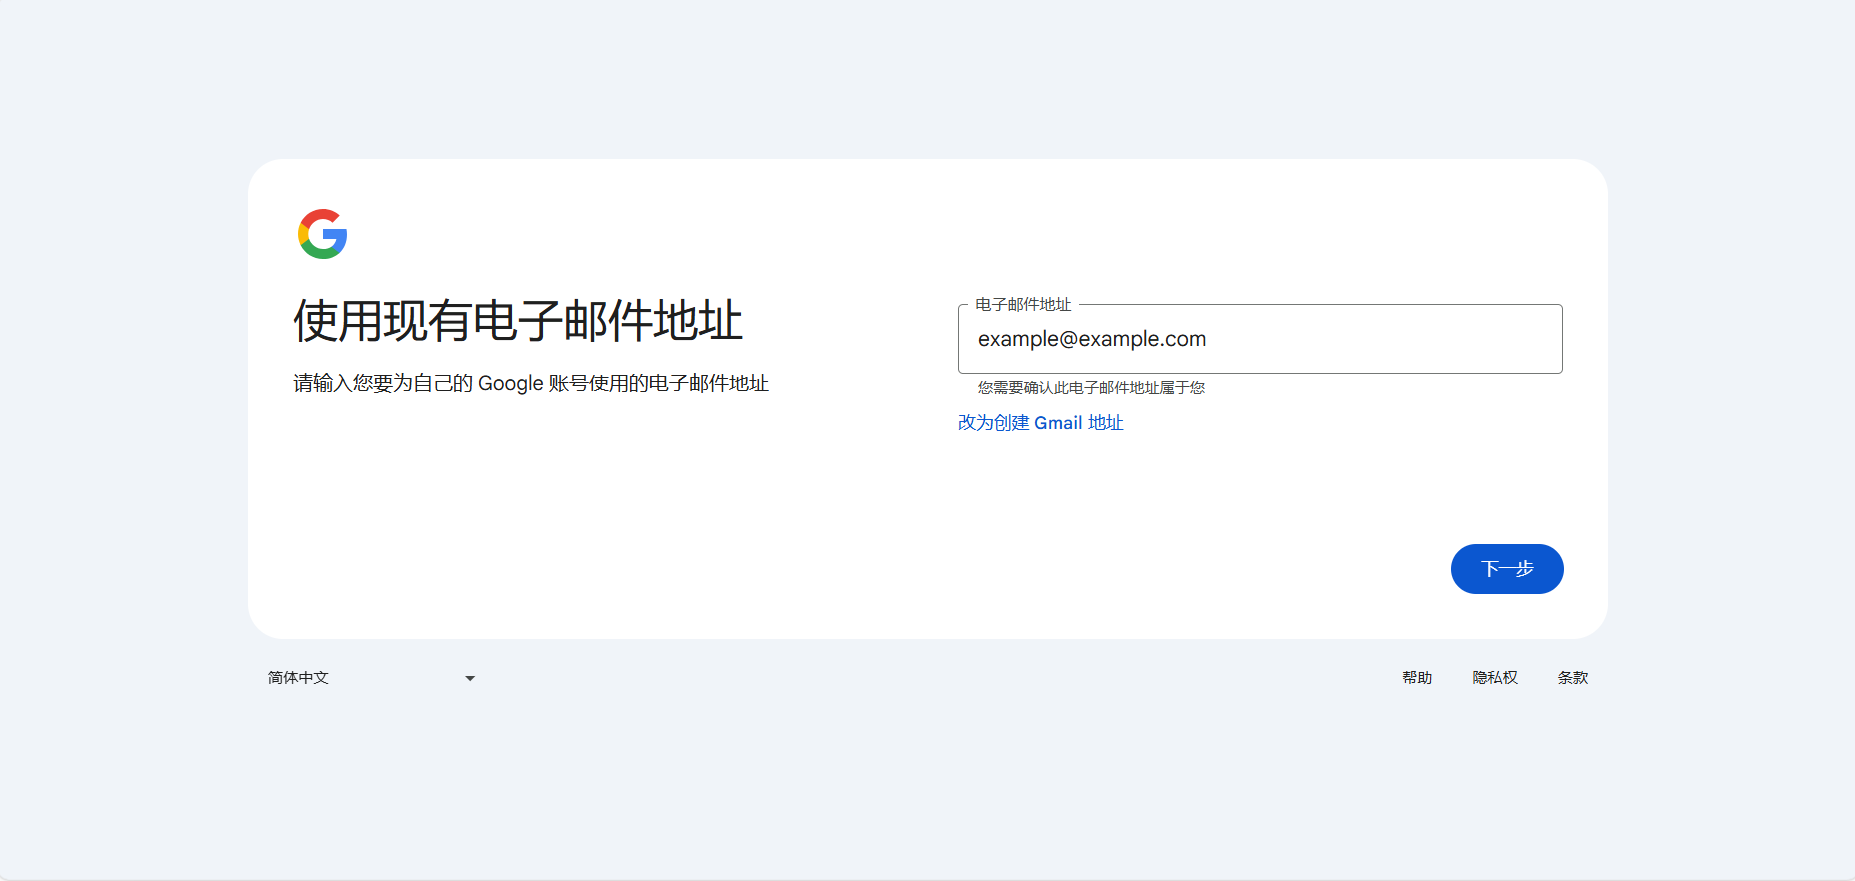 使用现有电子邮件地址
请输入您要为自己的 Google 账号使用的电子邮件地址
电子邮件地址
example@example.com
您需要确认此电子邮件地址属于您
改为创建 Gmail 地址
下一步
简体中文
帮助 隐私权 条款